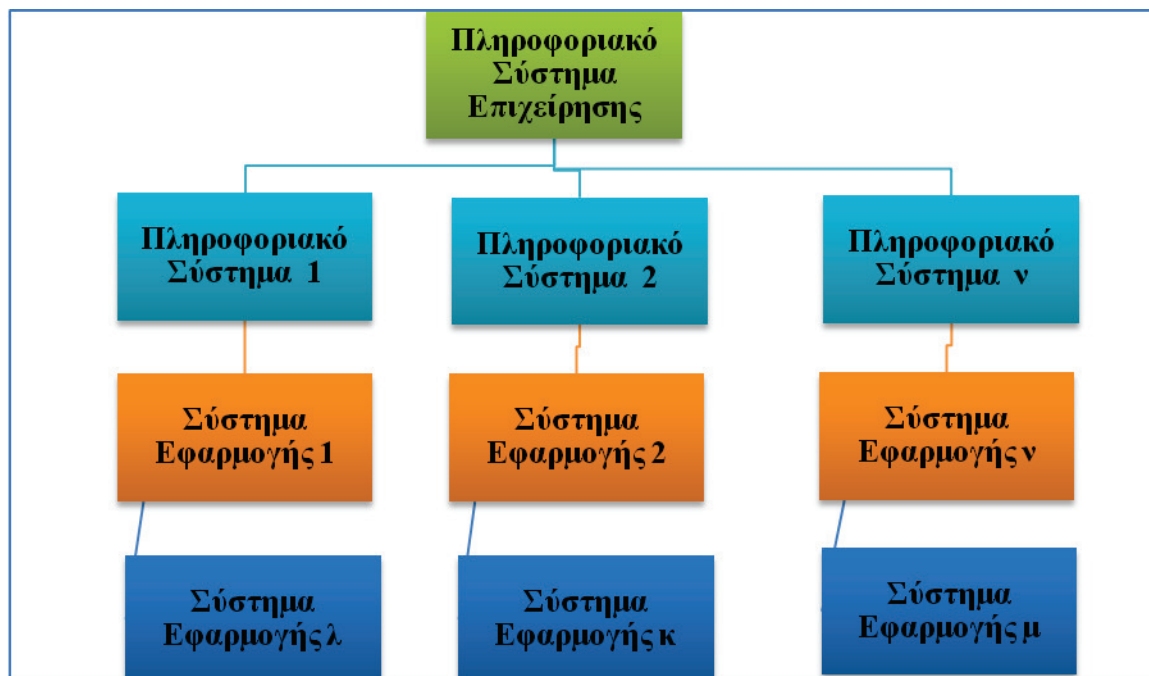 Πληροφοριακό
Σύστημα
Επιχείρησης
Πληροφοριακό
Σύστημα 1
Πληροφοριακό
Σύστημα 2
Πληροφοριακό
Σύστημα ν
Σύστημα
Εφαρμογής 1
Σύστημα
Εφαρμογής 2
Σύστημα
Εφαρμογής ν
Σύστημα
Εφαρμογής λ
Σύστημα
Εφαρμογής κ
Σύστημα
Εφαρμογής μ